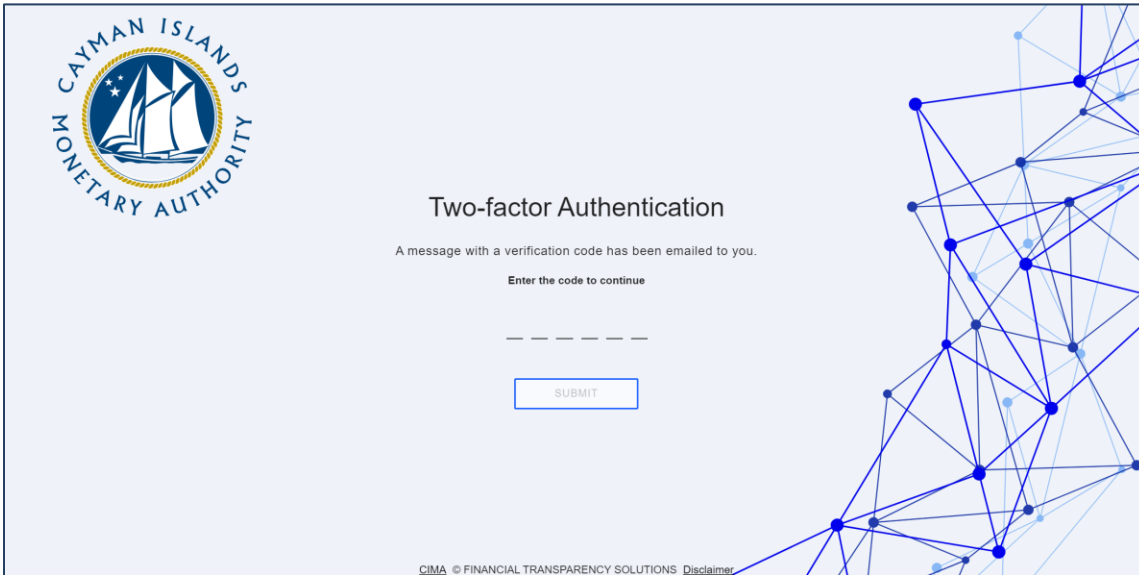 CAYMAN ISLANDS
MONETARY AUTHORITY
Two-factor Authentication
A message with a verification code has been emailed to you.
Enter the code to continue
SUBMIT
CIMA © FINANCIAL TRANSPARENCY SOLUTIONS Disclaimer